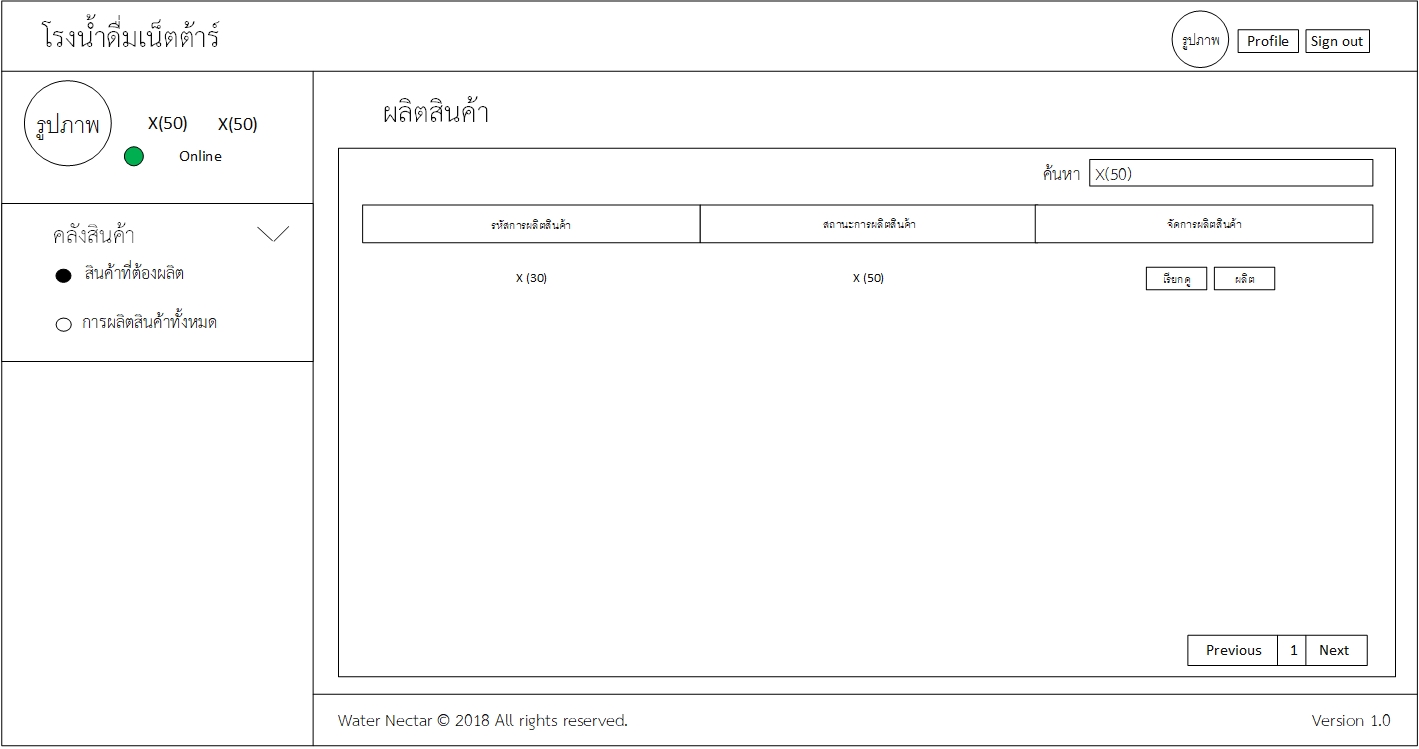 โรงน้ำดื่มเน็ตต้าร์
รูปภาพ Profile Sign out
รูปภาพ X(50) X(50)
Online
คลังสินค้า
สินค้าที่ต้องผลิต
การผลิตสินค้าทั้งหมด
ผลิตสินค้า
ค้นหา X(50)
รหัสการผลิตสินค้า สถานะการผลิตสินค้า จัดการผลิตสินค้า
X (30) X (50) เรียกดู ผลิต
Previous 1 Next
Water Nectar © 2018 All rights reserved. Version 1.0